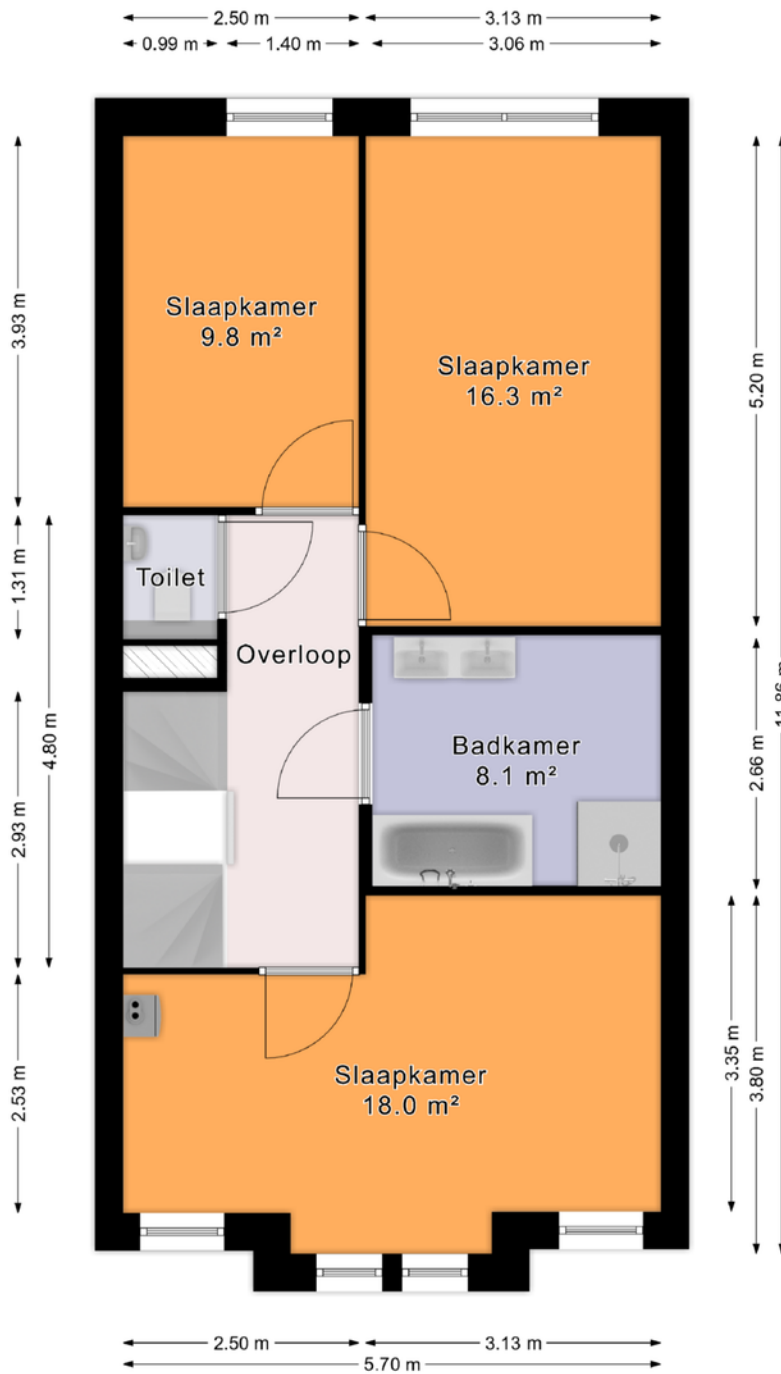 2.50 m
3.13 m
0.99 m
1.40 m
3.06 m
3.93 m
5.20 m
Slaapkamer
9.8 m²
Slaapkamer
16.3 m²
1.31 m
Toilet
Overloop
4.80 m
11.86 m
2.66 m
Badkamer
8.1 m²
2.93 m
3.35 m
3.80 m
2.53 m
Slaapkamer
18.0 m²
2.50 m
3.13 m
5.70 m